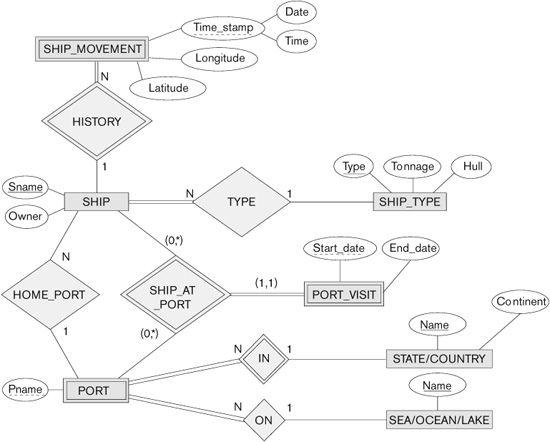 Date
Time_stamp
SHIP_MOVEMENT
Time
Longitude
N
Latitude
HISTORY
1
Type
Tonnage
Hull
Sname
N
1
SHIP
TYPE
SHIP_TYPE
Owner
(0,*)
Start_date
End_date
N
(1,1)
HOME_PORT
SHIP_AT
_PORT
PORT_VISIT
Continent
(0,*)
1
Name
N
1
IN
STATE/COUNTRY
Pname
PORT
Name
N
1
ON
SEA/OCEAN/LAKE